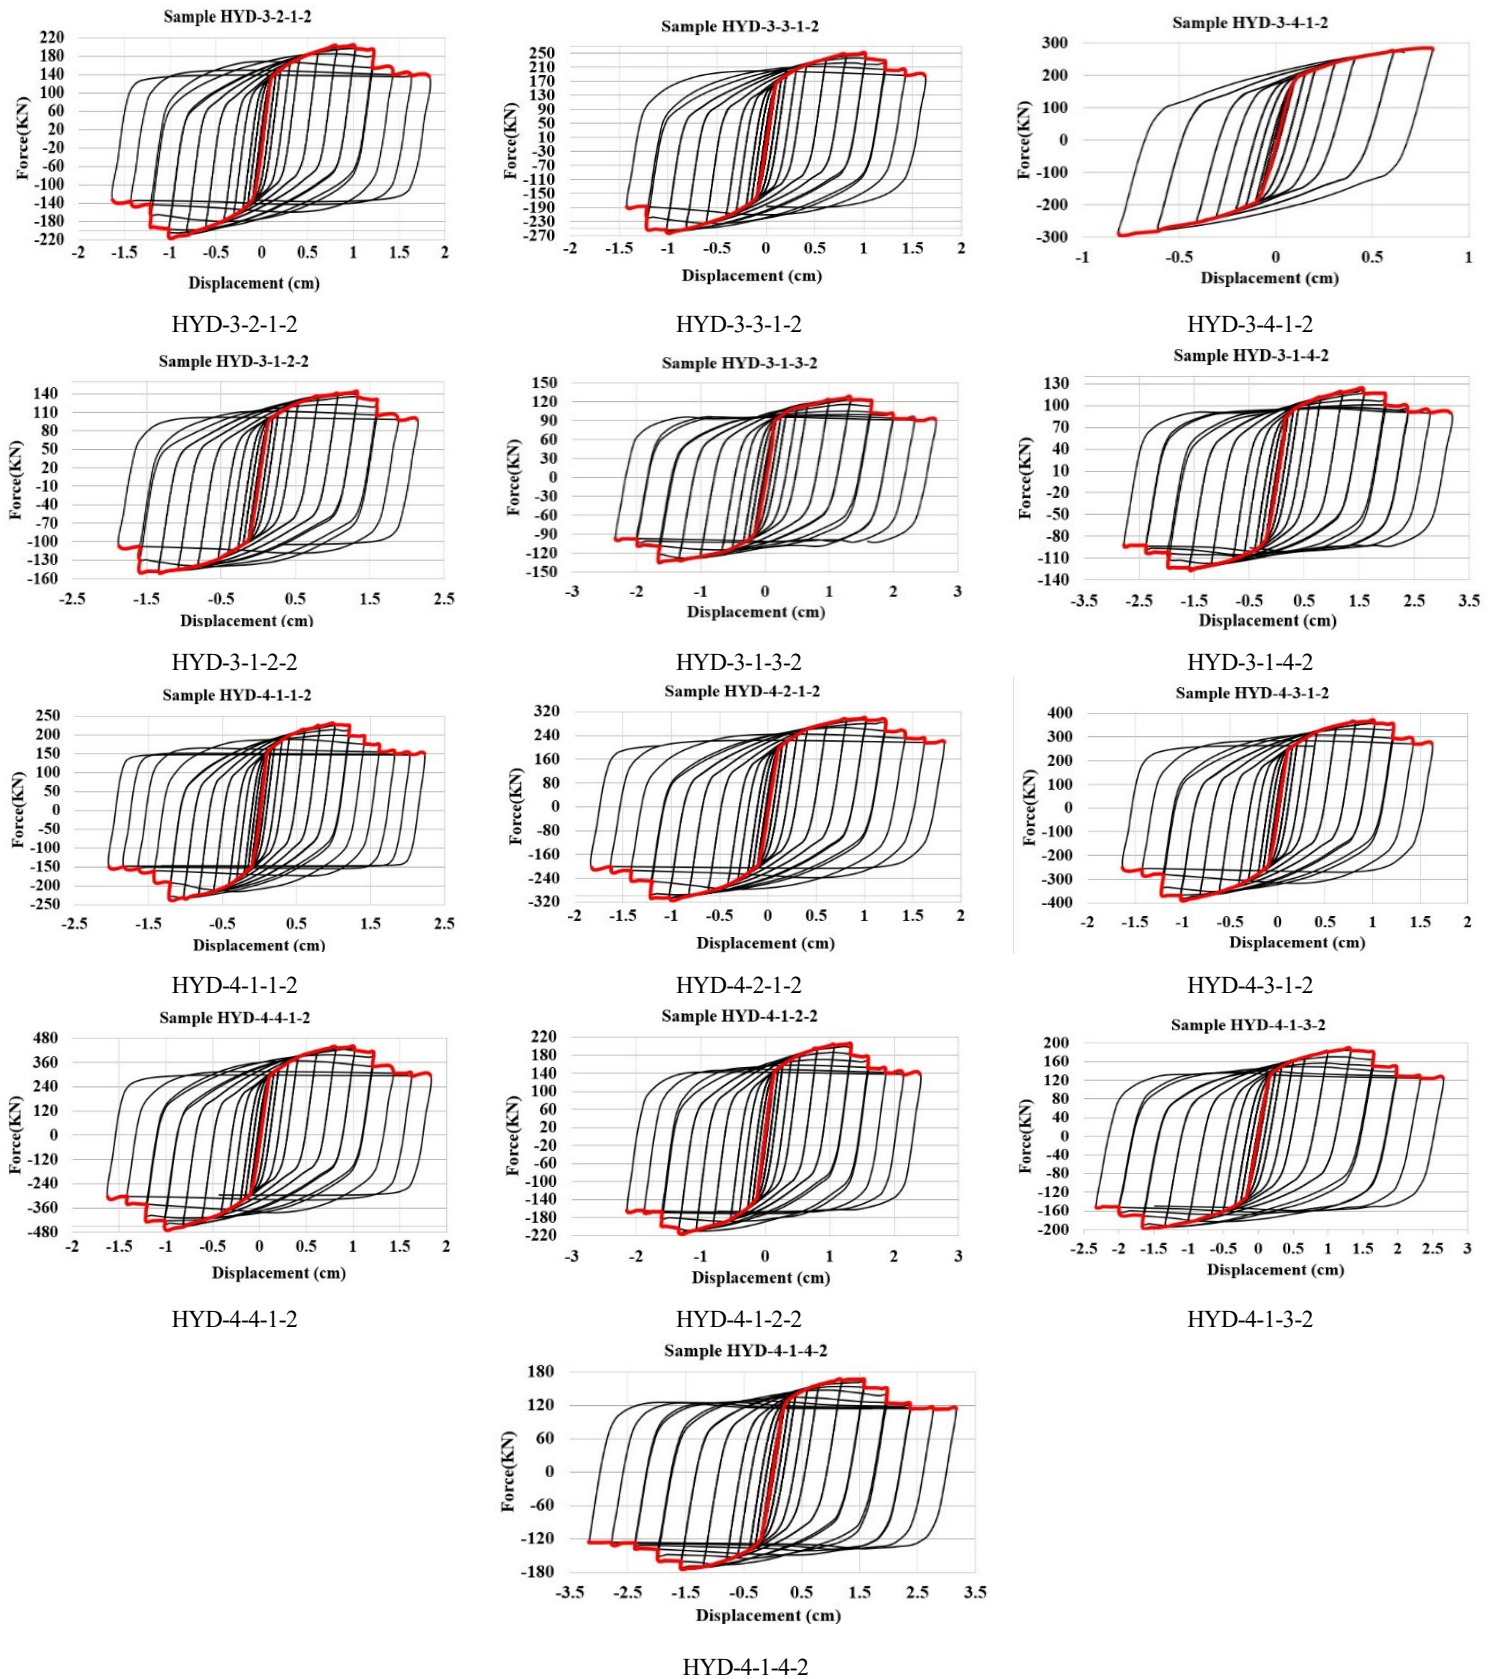 Sample HYD-3-2-1-2
220
180
140
100
60
20
-20
-60
-100
-140
-180
-220
-2 -1.5 -1 -0.5 0 0.5 1 1.5 2
Force(KN)
Displacement (cm)
HYD-3-2-1-2
Sample HYD-3-3-1-2
250
210
170
130
90
50
10
-30
-70
-110
-150
-190
-230
-270
-2 -1.5 -1 -0.5 0 0.5 1 1.5 2
Force(KN)
Displacement (cm)
HYD-3-3-1-2
Sample HYD-3-4-1-2
300
200
100
0
-100
-200
-300
-1 -0.5 0 0.5 1
Force(KN)
Displacement (cm)
HYD-3-4-1-2
Sample HYD-3-1-2-2
140
110
80
50
20
-10
-40
-70
-100
-130
-160
-2.5 -1.5 -0.5 0.5 1.5 2.5
Force(KN)
Displacement (cm)
HYD-3-1-2-2
Sample HYD-3-1-3-2
150
120
90
60
30
0
-30
-60
-90
-120
-150
-3 -2 -1 0 1 2 3
Force(KN)
Displacement (cm)
HYD-3-1-3-2
Sample HYD-3-1-4-2
130
100
70
40
10
-20
-50
-80
-110
-140
-3.5 -2.5 -1.5 -0.5 0.5 1.5 2.5 3.5
Force(KN)
Displacement (cm)
HYD-3-1-4-2
Sample HYD-4-1-1-2
250
200
150
100
50
0
-50
-100
-150
-200
-250
-2.5 -1.5 -0.5 0.5 1.5 2.5
Force(KN)
Displacement (cm)
HYD-4-1-1-2
Sample HYD-4-2-1-2
320
240
160
80
0
-80
-160
-240
-320
-2 -1.5 -1 -0.5 0 0.5 1 1.5 2
Force(KN)
Displacement (cm)
HYD-4-2-1-2
Sample HYD-4-3-1-2
400
300
200
100
0
-100
-200
-300
-400
-2 -1.5 -1 -0.5 0 0.5 1 1.5 2
Force(KN)
Displacement (cm)
HYD-4-3-1-2
Sample HYD-4-4-1-2
480
360
240
120
0
-120
-240
-360
-480
-2 -1.5 -1 -0.5 0 0.5 1 1.5 2
Force(KN)
Displacement (cm)
HYD-4-4-1-2
Sample HYD-4-1-2-2
220
180
140
100
60
20
-20
-60
-100
-140
-180
-220
-3 -2 -1 0 1 2 3
Force(KN)
Displacement (cm)
HYD-4-1-2-2
Sample HYD-4-1-3-2
200
160
120
80
40
0
-40
-80
-120
-160
-200
-2.5 -2 -1.5 -1 -0.5 0 0.5 1 1.5 2 2.5 3
Force(KN)
Displacement (cm)
HYD-4-1-3-2
Sample HYD-4-1-4-2
180
120
60
0
-60
-120
-180
-3.5 -2.5 -1.5 -0.5 0.5 1.5 2.5 3.5
Force(KN)
Displacement (cm)
HYD-4-1-4-2